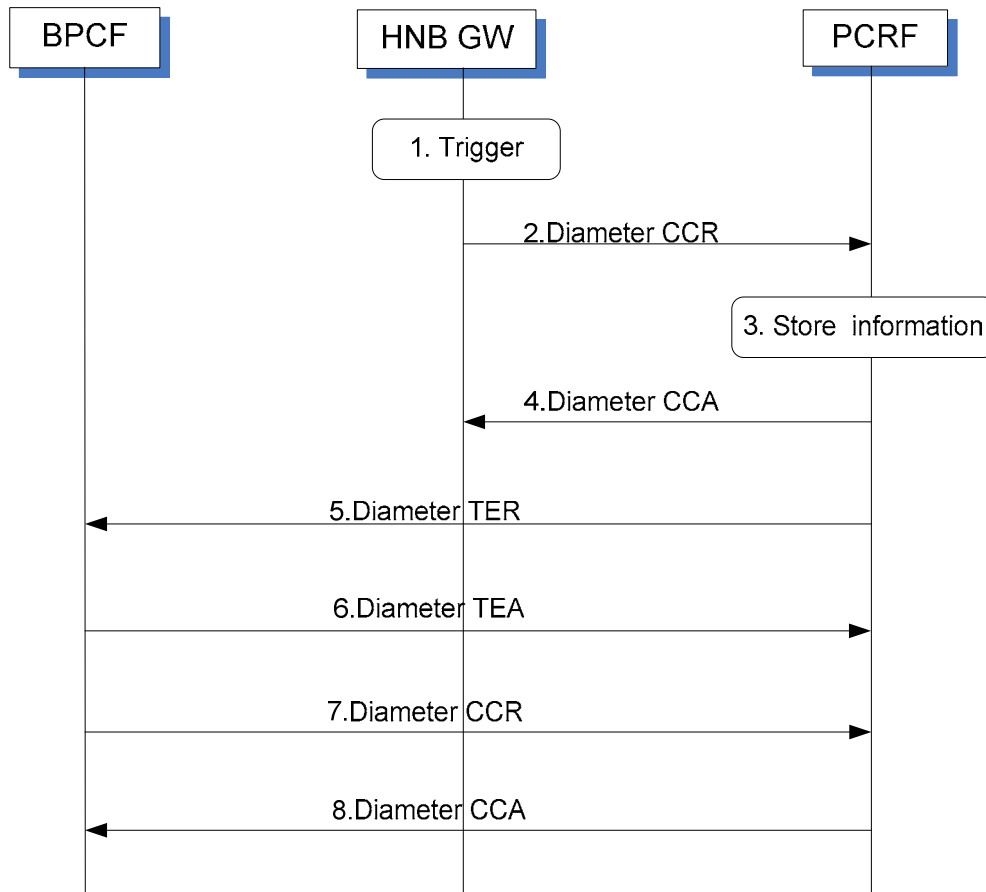 BPCF
HNB GW
PCRF
1. Trigger
2.Diameter CCR
3. Store information
4.Diameter CCA
5.Diameter TER
6.Diameter TEA
7.Diameter CCR
8.Diameter CCA